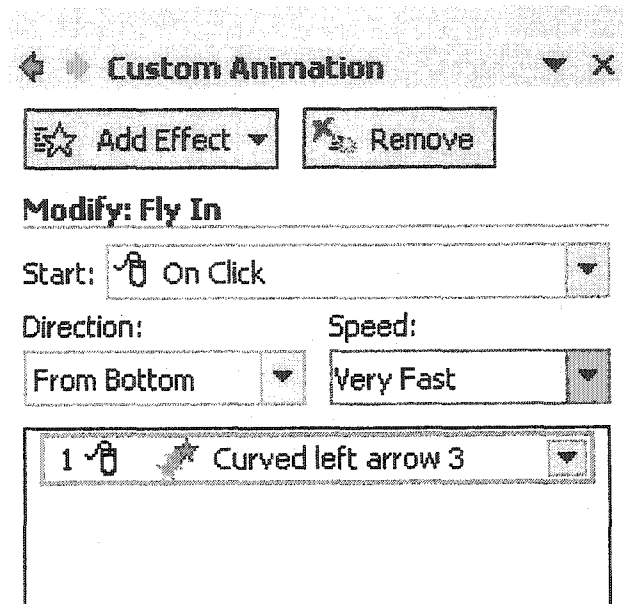 Custom Animation
Add Effect Remove
Modify: Fly In
Start: On Click
Direction: Speed:
From Bottom Very Fast
1 Curved left arrow 3